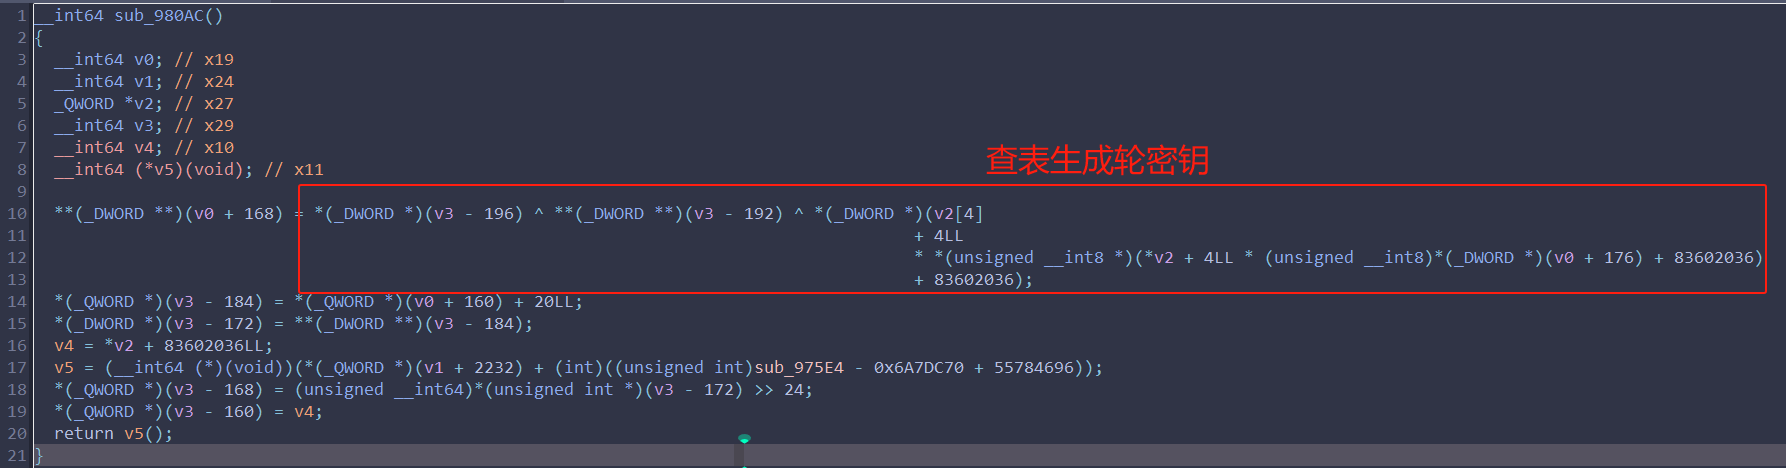 1 __int64 sub_980AC()
2 {
3   __int64 v0; // x19
4   __int64 v1; // x24
5   _QWORD *v2; // x27
6   __int64 v3; // x29
7   __int64 v4; // x10
8   __int64 (*v5)(void); // x11
查表生成轮密钥
9
10   **(_DWORD **)(v0 + 168) = *(_DWORD *)(v3 - 196) ^ **(_DWORD **)(v3 - 192) ^ *(_DWORD *)(v2[4]
11 + 4LL
12 * *(unsigned __int8 *)(*v2 + 4LL * (unsigned __int8)*(_DWORD *)(v0 + 176) + 83602036)
13 + 83602036);
14   *(_QWORD *)(v3 - 184) = *(_QWORD *)(v0 + 160) + 20LL;
15   *(_DWORD *)(v3 - 172) = **(_DWORD **)(v3 - 184);
16   v4 = *v2 + 83602036LL;
17   v5 = (__int64 (*)(void))(*(_QWORD *)(v1 + 2232) + (int)((unsigned int)sub_975E4 - 0x6A7DC70 + 55784696));
18   *(_QWORD *)(v3 - 168) = (unsigned __int64)*(unsigned int *)(v3 - 172) >> 24;
19   *(_QWORD *)(v3 - 160) = v4;
20   return v5();
21 }